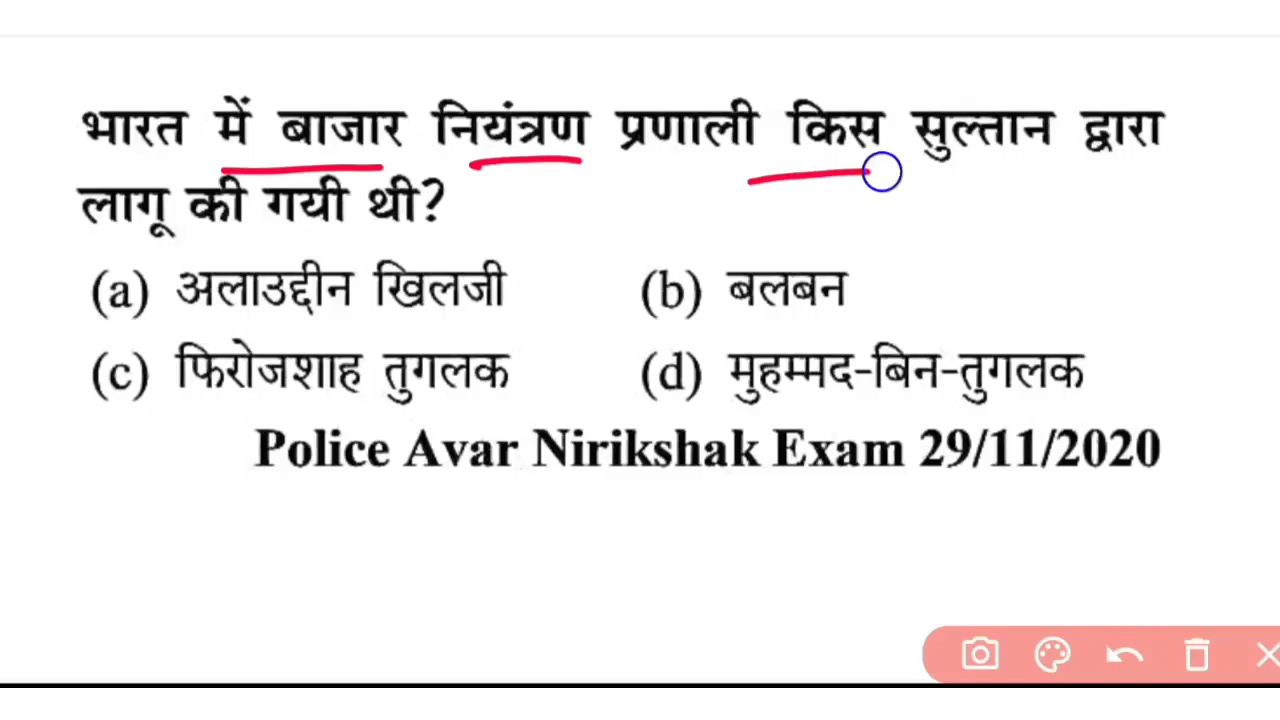 भारत में बाजार नियंत्रण प्रणाली किस सुल्तान द्वारा
लागू की गयी थी?
(a) अलाउद्दीन खिलजी (b) बलबन
(c) फिरोजशाह तुगलक (d) मुहम्मद-बिन-तुगलक
Police Avar Nirikshak Exam 29/11/2020